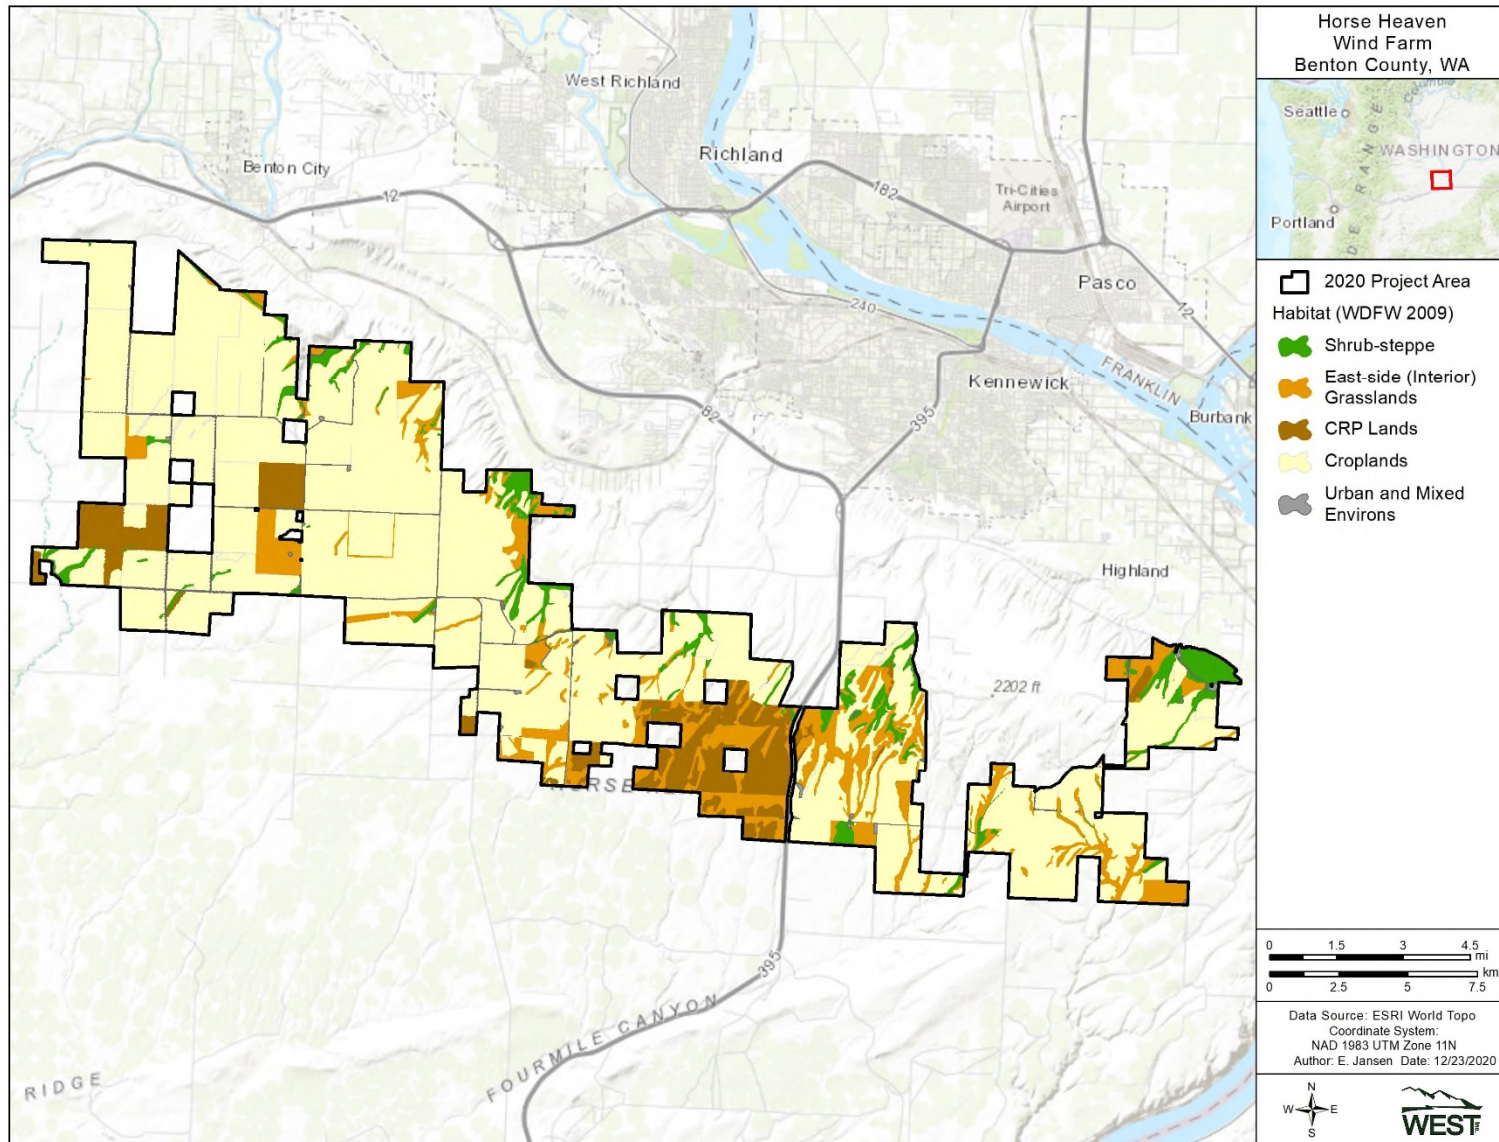 West Richland
Richland
Benton City
12
182
Tri-Cities
Airport
Pasco
12
240
Kennewick
FRANKLIN
82
395
Burbank
Highland
2202 ft
395
FOURMILE CANYON
RIDGE
Horse Heaven
Wind Farm
Benton County, WA
Seattle
WASHINGTON
Portland
Columbia
DE RANGE
2020 Project Area
Habitat (WDFW 2009)
Shrub-steppe
East-side (Interior)
Grasslands
CRP Lands
Croplands
Urban and Mixed
Environs
0 1.5 3 4.5
mi
km
0 2.5 5 7.5
Data Source: ESRI World Topo
Coordinate System:
NAD 1983 UTM Zone 11N
Author: E. Jansen Date: 12/23/2020
N
W E
S
WEST
Inc.